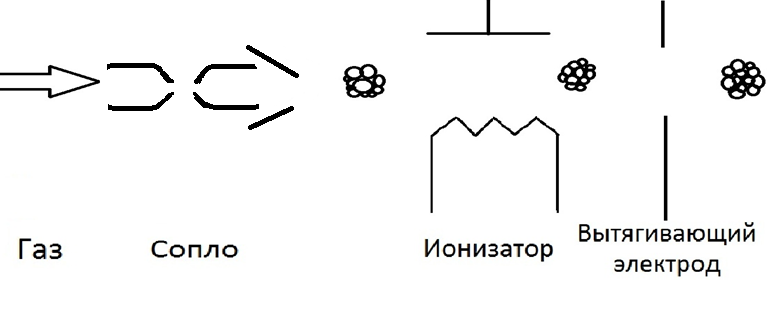 Газ
Сопло
Ионизатор
Вытягивающий
электрод